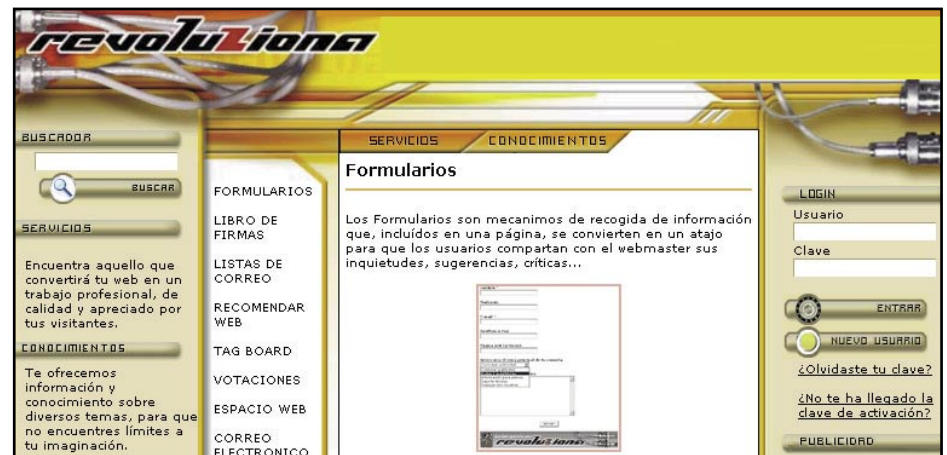 revoluziona
BUSCADOR
BUSCAR
SERVICIOS
Encuentra aquello que
convertirá tu web en un
trabajo profesional, de
calidad y apreciado por
tus visitantes.
CONOCIMIENTOS
Te ofrecemos
información y
conocimiento sobre
diversos temas, para que
no encuentres límites a
tu imaginación.
FORMULARIOS
LIBRO DE
FIRMAS
LISTAS DE
CORREO
RECOMENDAR
WEB
TAG BOARD
VOTACIONES
ESPACIO WEB
CORREO
ELECTRONICO
SERVICIOS
CONOCIMIENTOS
Formularios
Los Formularios son mecanimos de recogida de información
que, incluídos en una página, se convierten en un atajo
para que los usuarios compartan con el webmaster sus
inquietudes, sugerencias, críticas...
revoluziona
LOGIN
Usuario
Clave
ENTRAR
NUEVO USUARIO
¿Olvidaste tu clave?
¿No te ha llegado la
clave de activación?
PUBLICIDAD